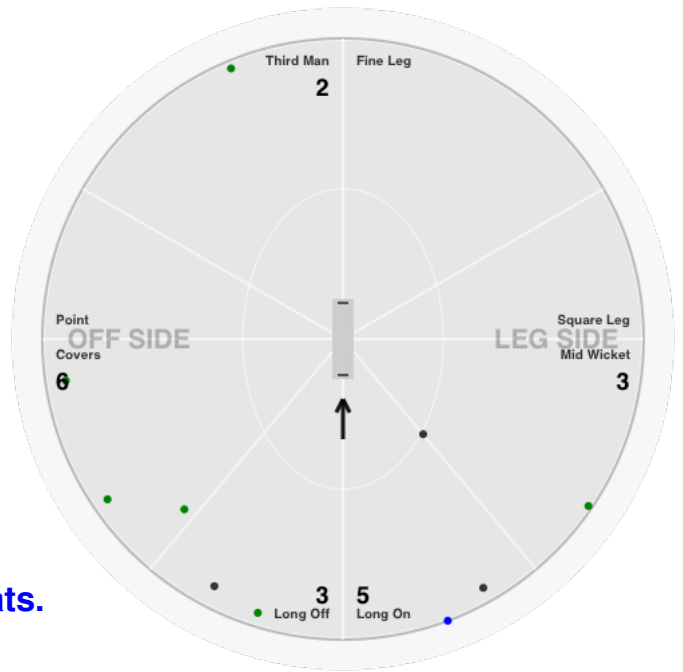 Third Man
Fine Leg
2
Point
Square Leg
OFF SIDE
LEG SIDE
Covers
Mid Wicket
6
3
3
5
Long Off
Long On